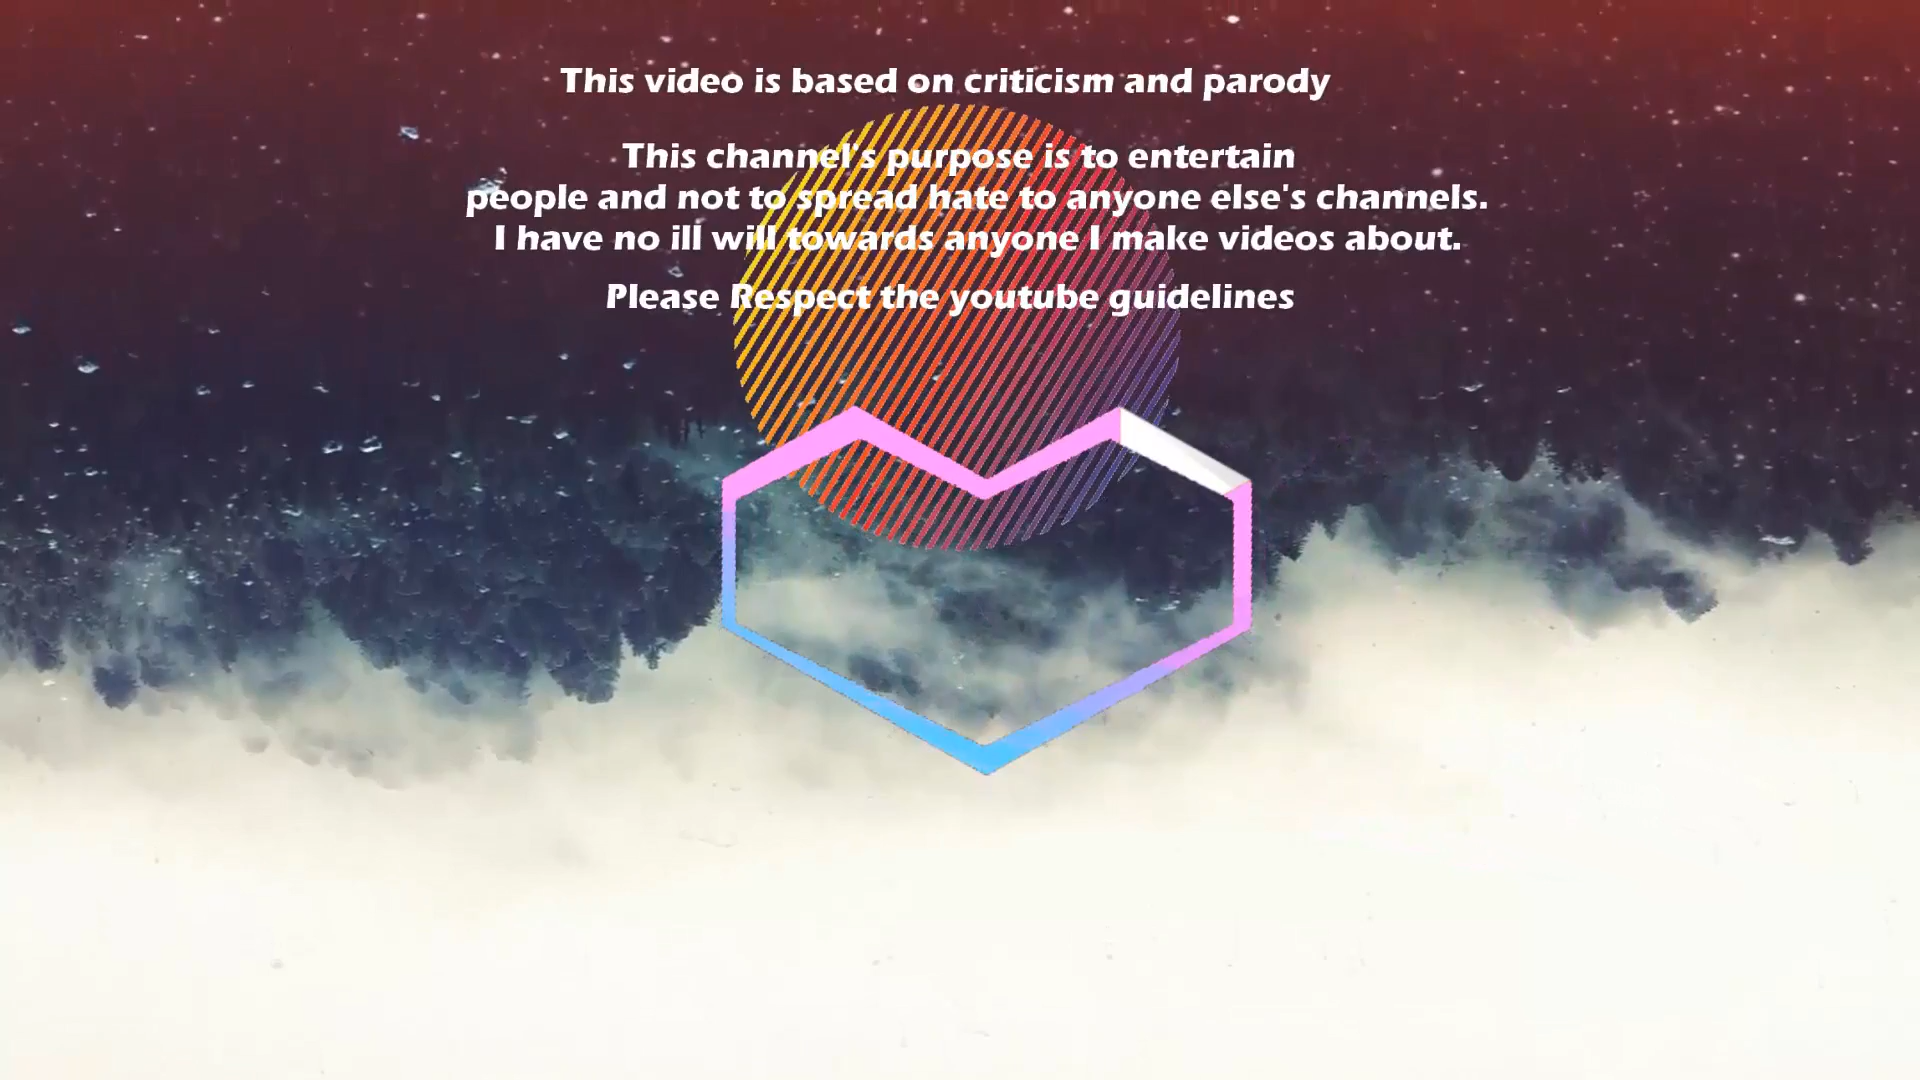 This video is based on criticism and parody
This channel's purpose is to entertain
people and not to spread hate to anyone else's channels.
I have no ill will towards anyone I make videos about.
Please Respect the youtube guidelines